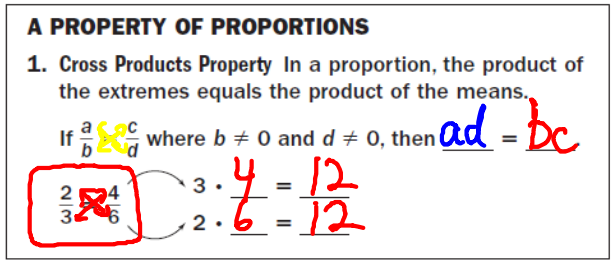 A PROPERTY OF PROPORTIONS
1. Cross Products Property In a proportion, the product of
the extremes equals the product of the means.
If a/b = c/d where b ≠ 0 and d ≠ 0, then ad = bc.
2/3 = 4/6
3 · 4 = 12
2 · 6 = 12